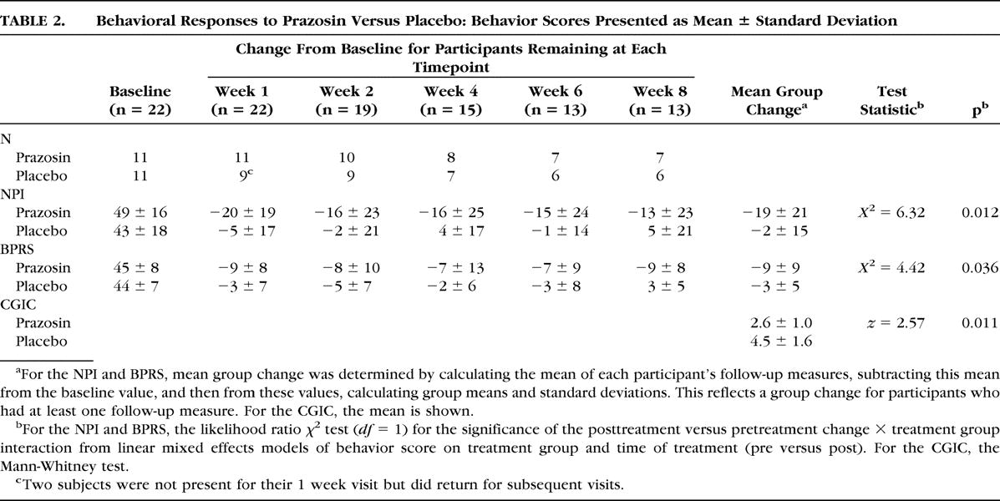 TABLE 2. Behavioral Responses to Prazosin Versus Placebo: Behavior Scores Presented as Mean ± Standard Deviation
Change From Baseline for Participants Remaining at Each
Timepoint
Baseline Week 1 Week 2 Week 4 Week 6 Week 8 Mean Group Test
(n = 22) (n = 22) (n = 19) (n = 15) (n = 13) (n = 13) Changeᵃ Statisticᵇ pᵇ
N
Prazosin 11 11 10 8 7 7
Placebo 11 9ᶜ 9 7 6 6
NPI
Prazosin 49 ± 16 −20 ± 19 −16 ± 23 −16 ± 25 −15 ± 24 −13 ± 23 −19 ± 21 X² = 6.32 0.012
Placebo 43 ± 18 −5 ± 17 −2 ± 21 4 ± 17 −1 ± 14 5 ± 21 −2 ± 15
BPRS
Prazosin 45 ± 8 −9 ± 8 −8 ± 10 −7 ± 13 −7 ± 9 −9 ± 8 −9 ± 9 X² = 4.42 0.036
Placebo 44 ± 7 −3 ± 7 −5 ± 7 −2 ± 6 −3 ± 8 3 ± 5 −3 ± 5
CGIC
Prazosin 2.6 ± 1.0 z = 2.57 0.011
Placebo 4.5 ± 1.6
ᵃFor the NPI and BPRS, mean group change was determined by calculating the mean of each participant's follow-up measures, subtracting this mean
from the baseline value, and then from these values, calculating group means and standard deviations. This reflects a group change for participants who
had at least one follow-up measure. For the CGIC, the mean is shown.
ᵇFor the NPI and BPRS, the likelihood ratio χ² test (df = 1) for the significance of the posttreatment versus pretreatment change × treatment group
interaction from linear mixed effects models of behavior score on treatment group and time of treatment (pre versus post). For the CGIC, the
Mann-Whitney test.
ᶜTwo subjects were not present for their 1 week visit but did return for subsequent visits.